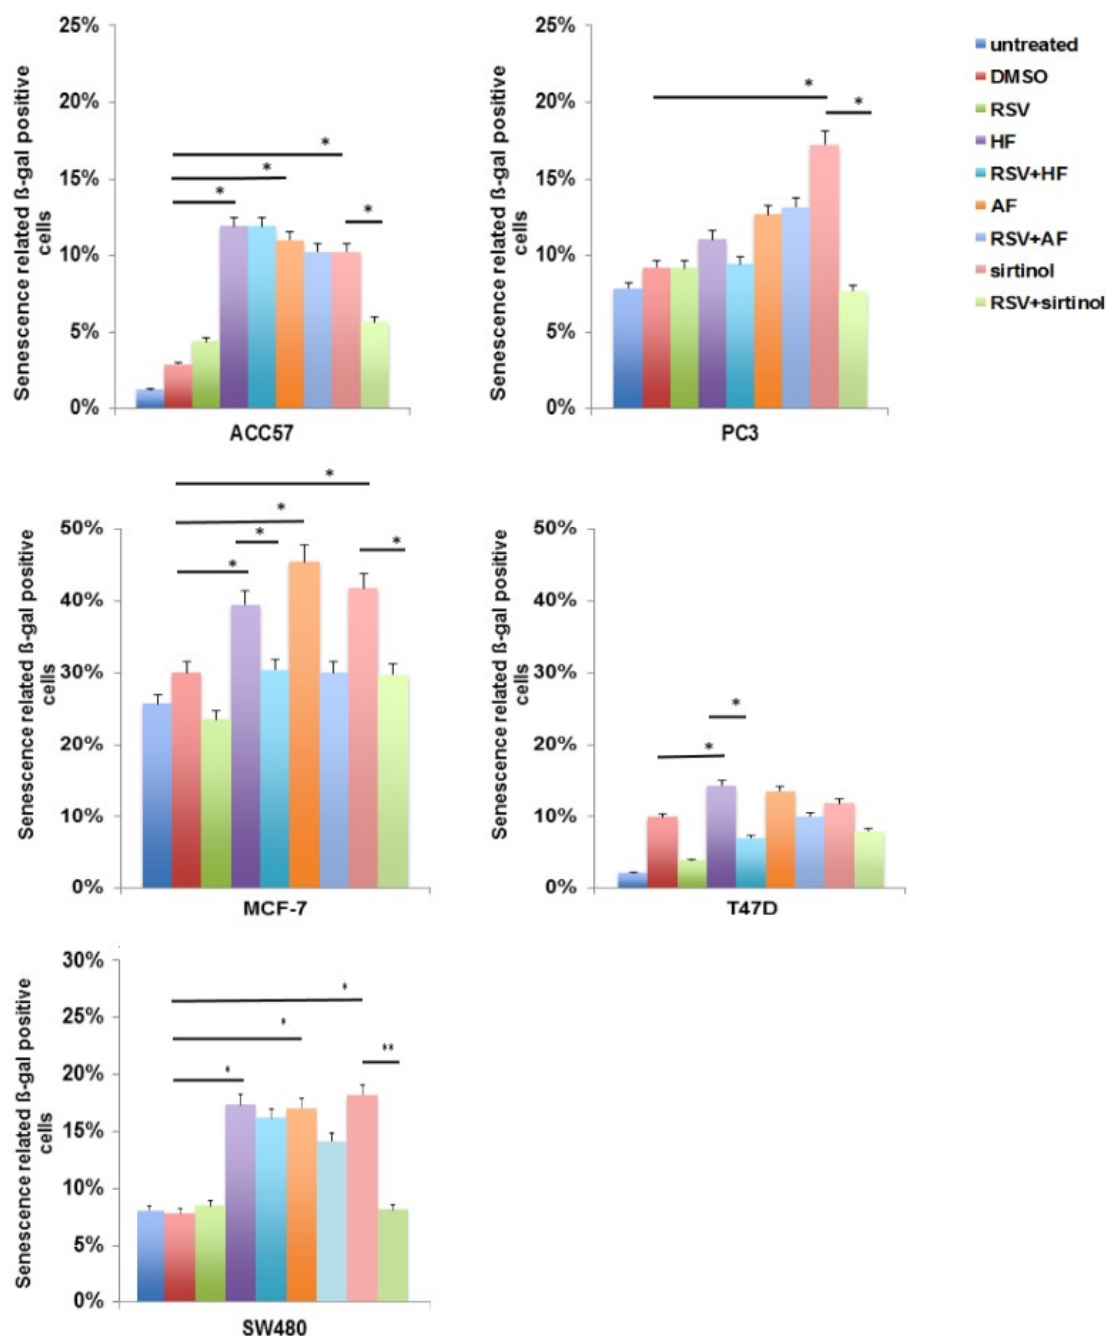 Senescence related ß-gal positive
cells
25%
20%
15%
10%
5%
0%
*
*
*
*
ACC57
Senescence related ß-gal positive
cells
25%
20%
15%
10%
5%
0%
*
*
PC3
untreated
DMSO
RSV
HF
RSV+HF
AF
RSV+AF
sirtinol
RSV+sirtinol
Senescence related ß-gal positive
cells
50%
40%
30%
20%
10%
0%
*
*
*
*
*
MCF-7
Senescence related ß-gal positive
cells
50%
40%
30%
20%
10%
0%
*
*
T47D
Senescence related ß-gal positive
cells
30%
25%
20%
15%
10%
5%
0%
*
*
**
*
SW480